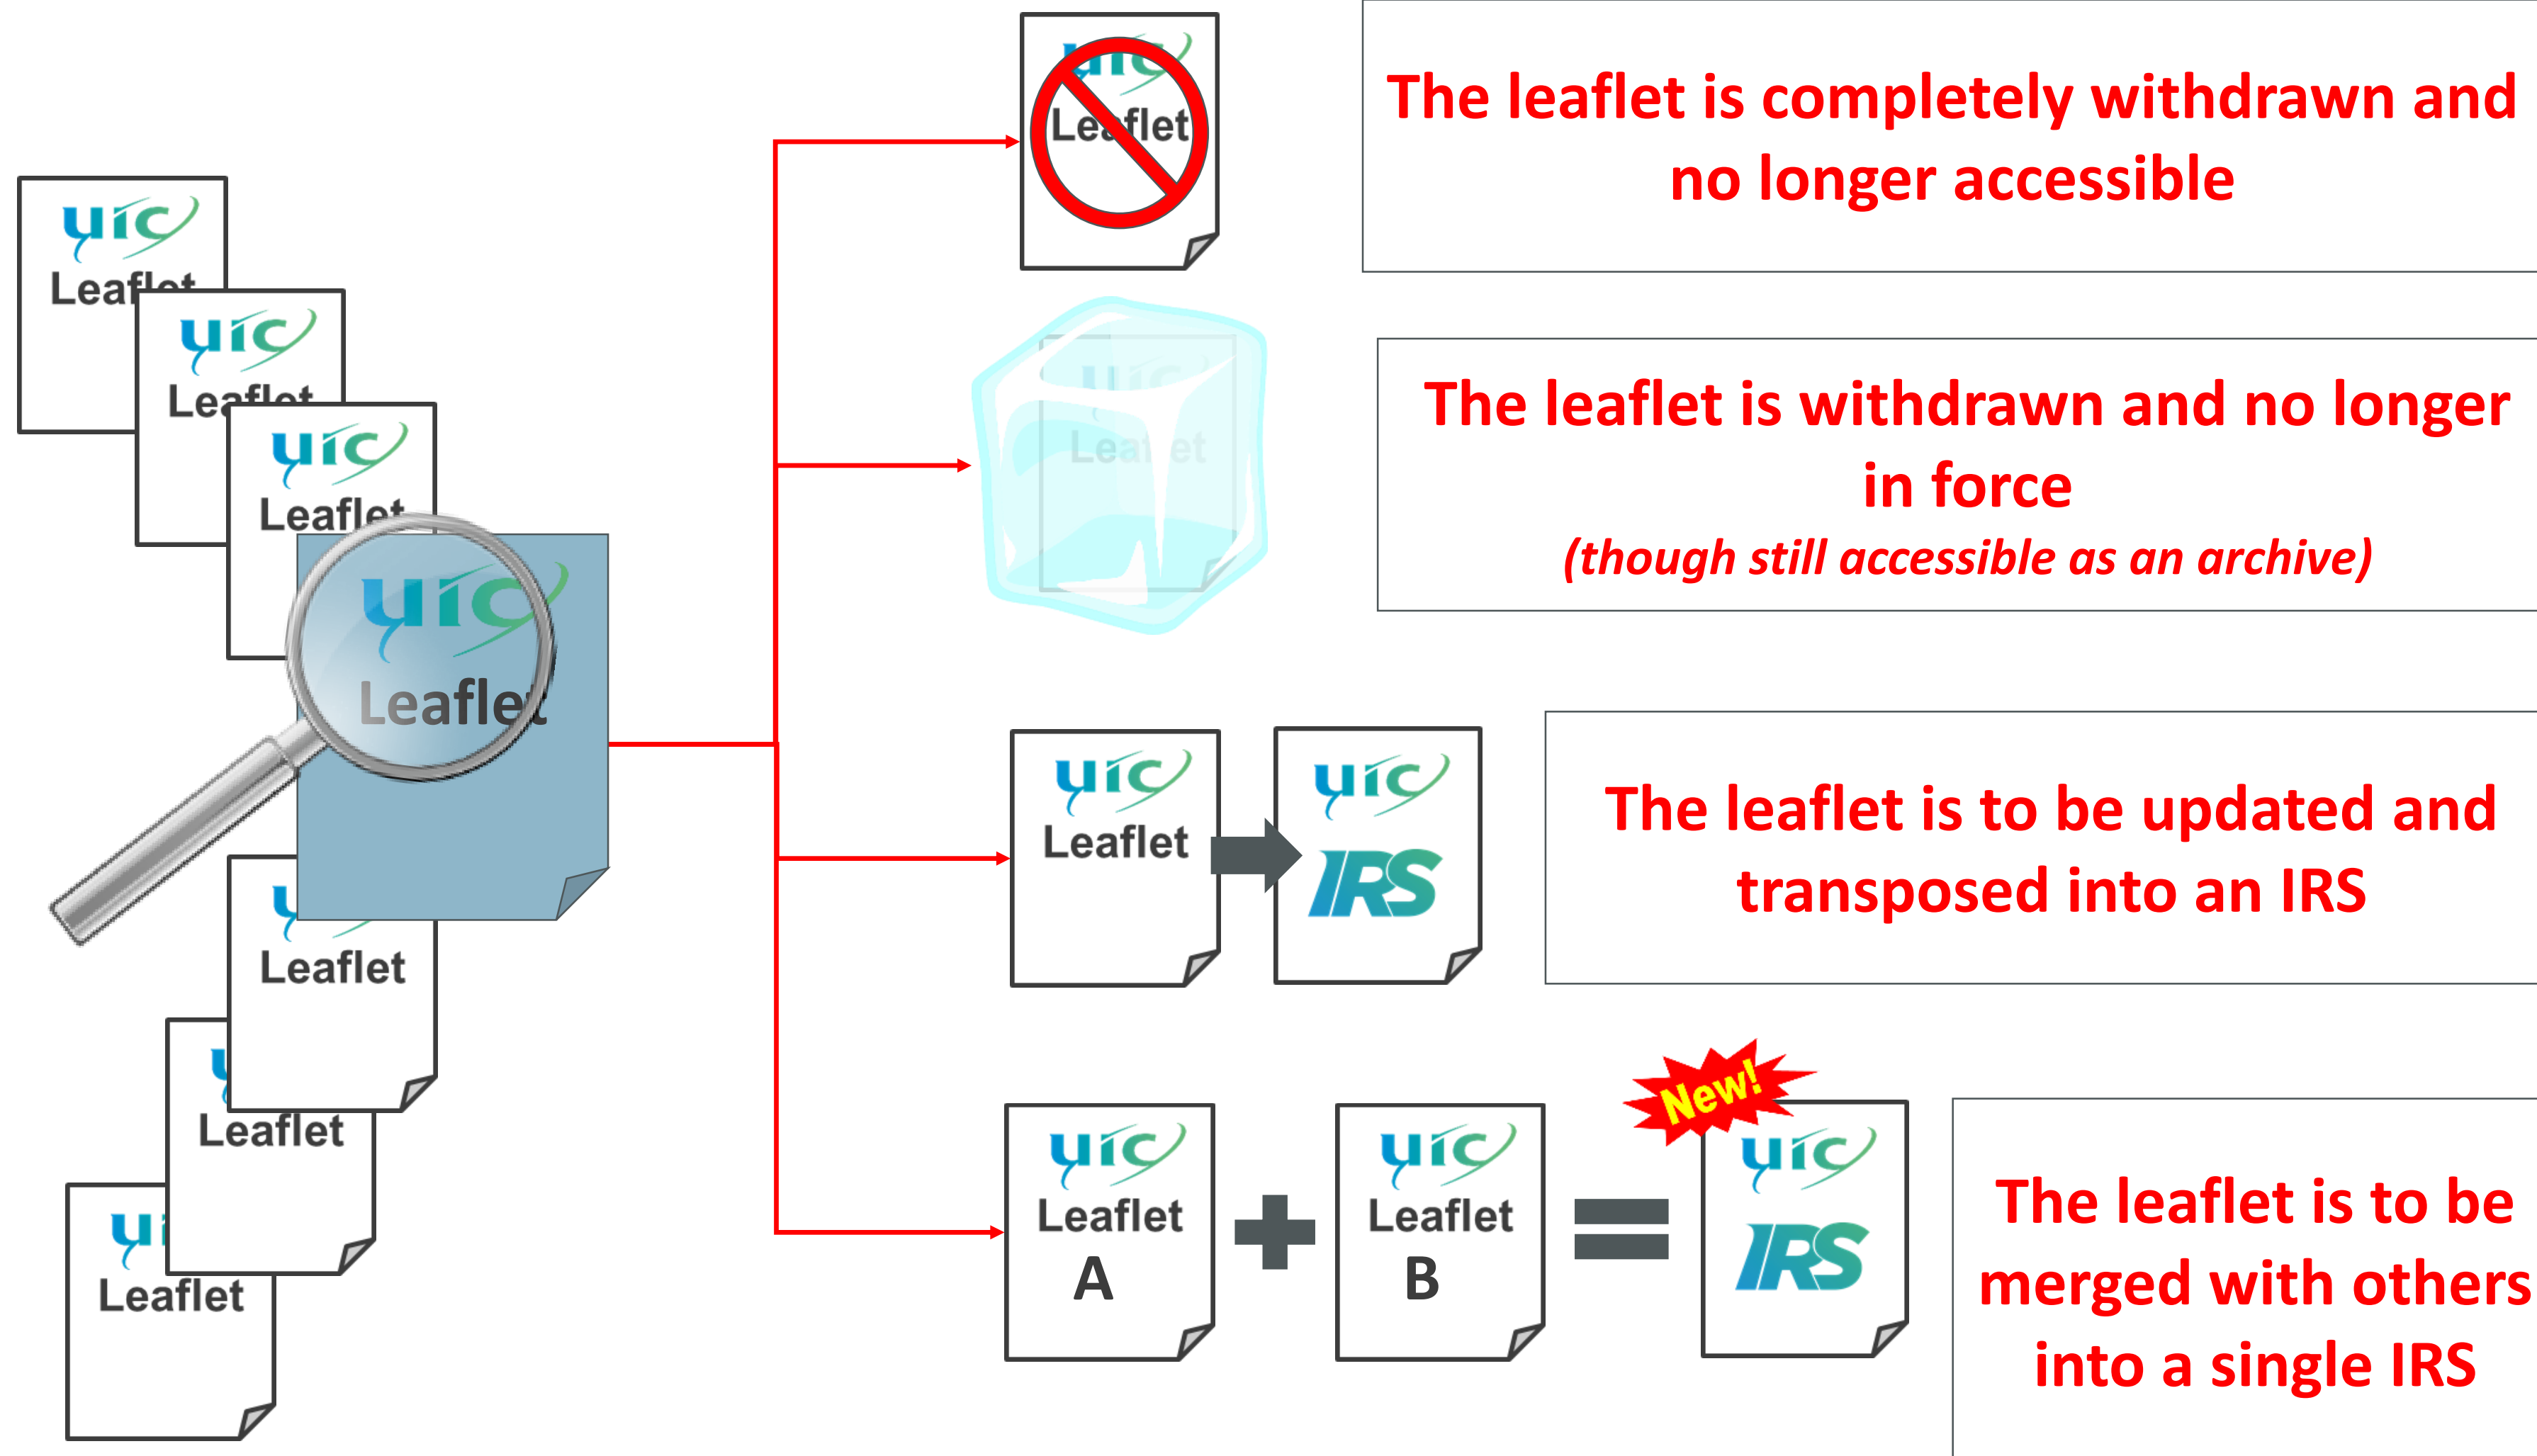 uic
Leaflet
uic
Leaflet
uic
Leaflet
uic
Leaflet
Leaflet
Leaflet
Leaflet
uic
Leaflet
The leaflet is completely withdrawn and
no longer accessible
uic
Leaflet
The leaflet is withdrawn and no longer
in force
(though still accessible as an archive)
uic
Leaflet
uic
IRS
The leaflet is to be updated and
transposed into an IRS
uic
Leaflet
A
uic
Leaflet
B
New!
uic
IRS
The leaflet is to be
merged with others
into a single IRS